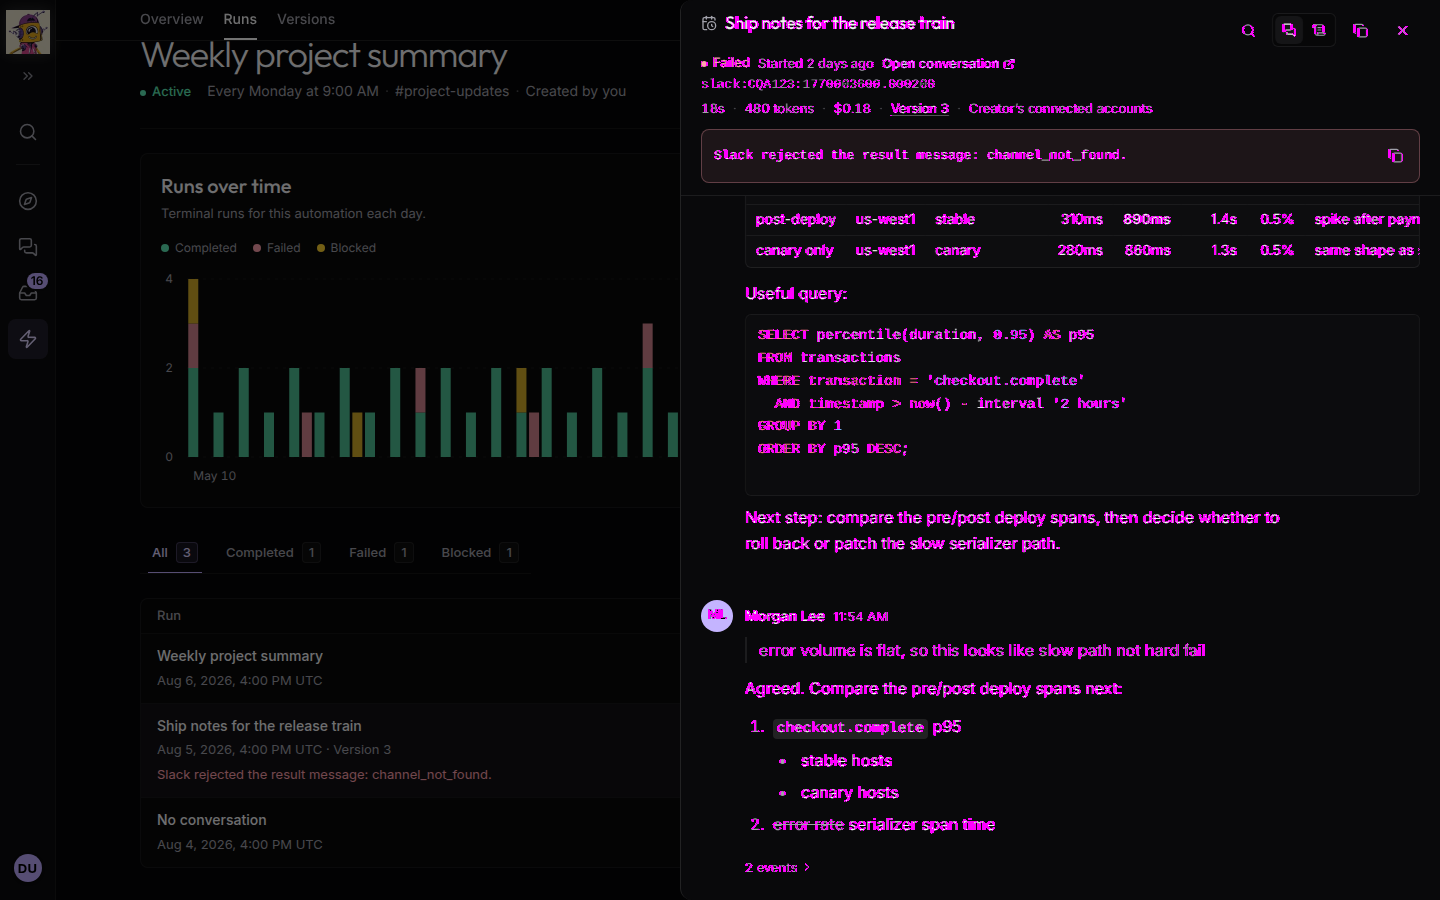 Overview Runs Versions
Weekly project summary
Active Every Monday at 9:00 AM · #project-updates · Created by you
16
Runs over time
Terminal runs for this automation each day.
Completed Failed Blocked
4
2
0
May 10
All 3 Completed 1 Failed 1 Blocked 1
Run
Weekly project summary
Aug 6, 2026, 4:00 PM UTC
Ship notes for the release train
Aug 5, 2026, 4:00 PM UTC · Version 3
Slack rejected the result message: channel_not_found.
No conversation
Aug 4, 2026, 4:00 PM UTC
DU
Ship notes for the release train
Failed Started 2 days ago Open conversation
18s · 480 tokens · $0.18 · Version 3 · Creator's connected accounts
Slack rejected the result message: channel_not_found.
post-deploy us-west1 stable 310ms 890ms 1.4s 0.5% spike after
canary only us-west1 canary 280ms 860ms 1.3s 0.5% same shape as
Useful query:
SELECT percentile(duration, 0.95) AS p95
FROM transactions
WHERE transaction = 'checkout.complete'
AND timestamp > now() - interval '2 hours'
GROUP BY 1
ORDER BY p95 DESC;
Next step: compare the pre/post deploy spans, then decide whether to
roll back or patch the slow serializer path.
ML
Morgan Lee 11:54 AM
error volume is flat, so this looks like slow path not hard fail
Agreed. Compare the pre/post deploy spans next:
1. checkout.complete p95
• stable hosts
• canary hosts
2. error rate serializer span time
2 events >